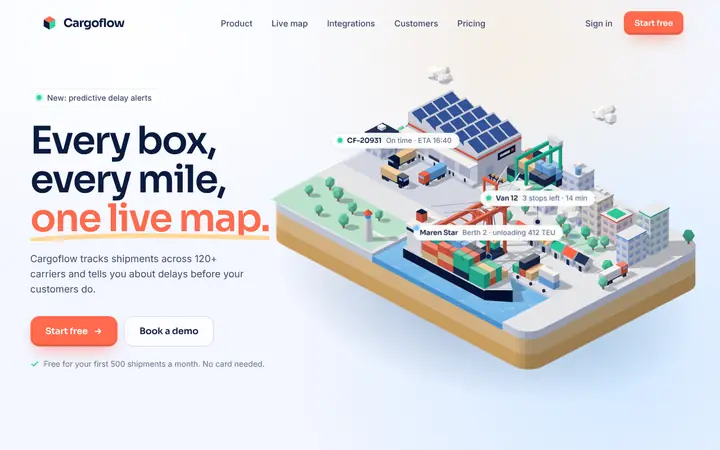 Cargoflow
Product
Live map
Integrations
Customers
Pricing
Sign in
Start free
New: predictive delay alerts
Every box,
every mile,
one live map.
Cargoflow tracks shipments across 120+
carriers and tells you about delays before your
customers do.
Start free →
Book a demo
Free for your first 500 shipments a month. No card needed.
CF-20931 On time · ETA 16:40
Van 12 3 stops left · 14 min
Maren Star Berth 2 · unloading 412 TEU